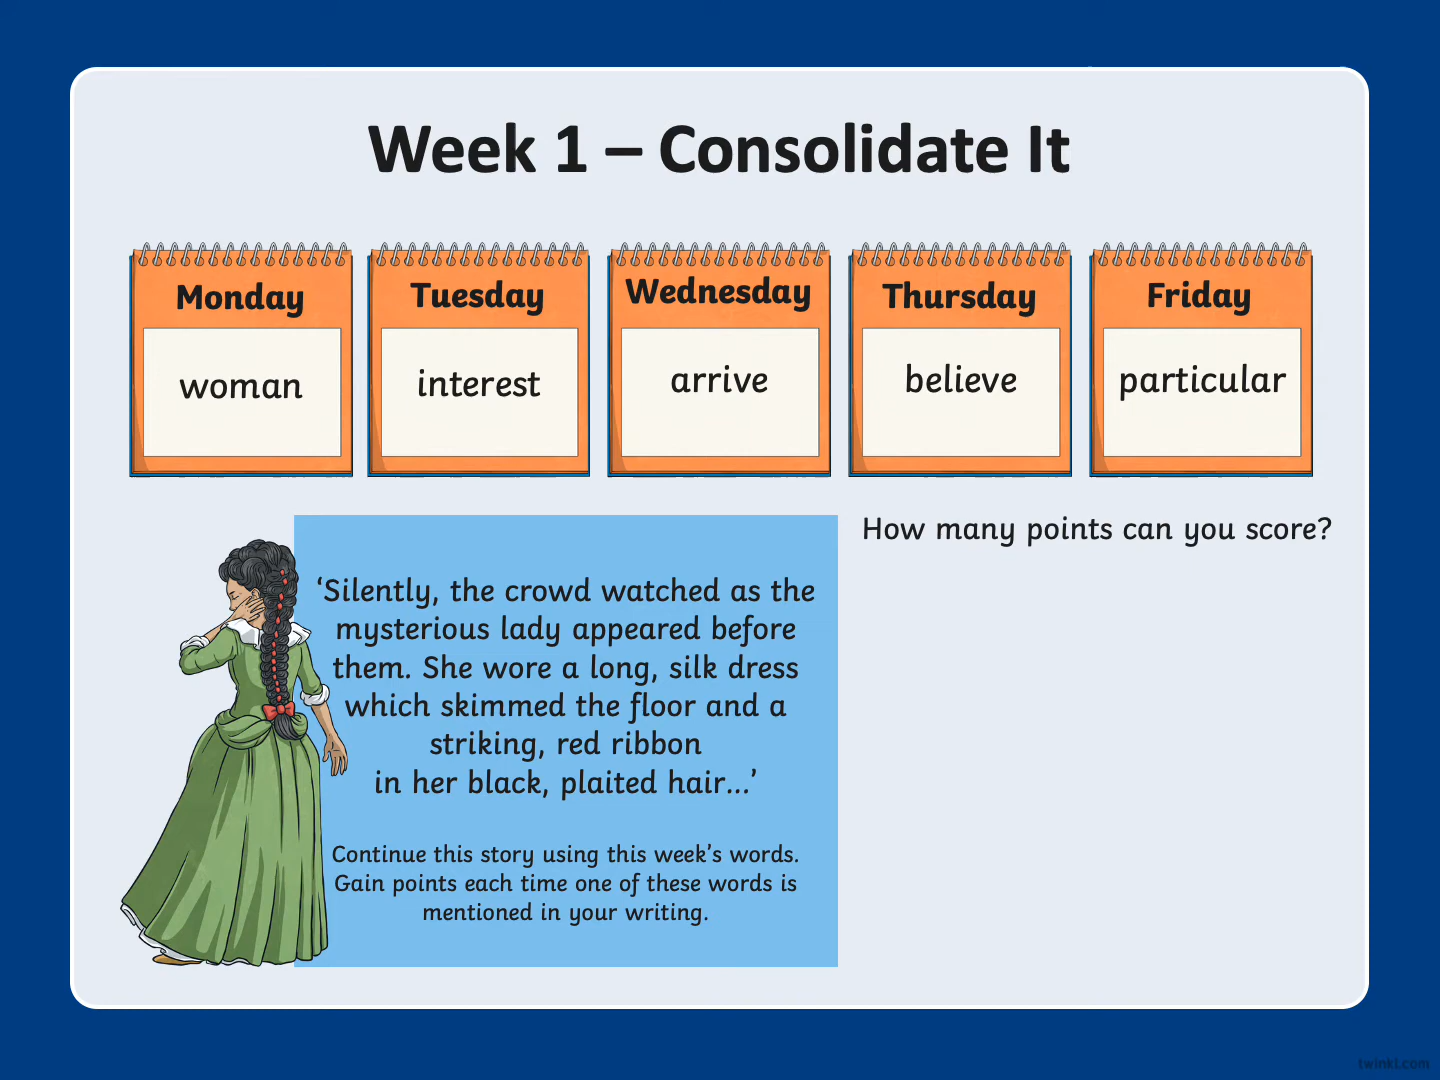 Week 1 – Consolidate It
Monday
woman
Tuesday
interest
Wednesday
arrive
Thursday
believe
Friday
particular
‘Silently, the crowd watched as the
mysterious lady appeared before
them. She wore a long, silk dress
which skimmed the floor and a
striking, red ribbon
in her black, plaited hair...’
Continue this story using this week’s words.
Gain points each time one of these words is
mentioned in your writing.
How many points can you score?
twinkl.com